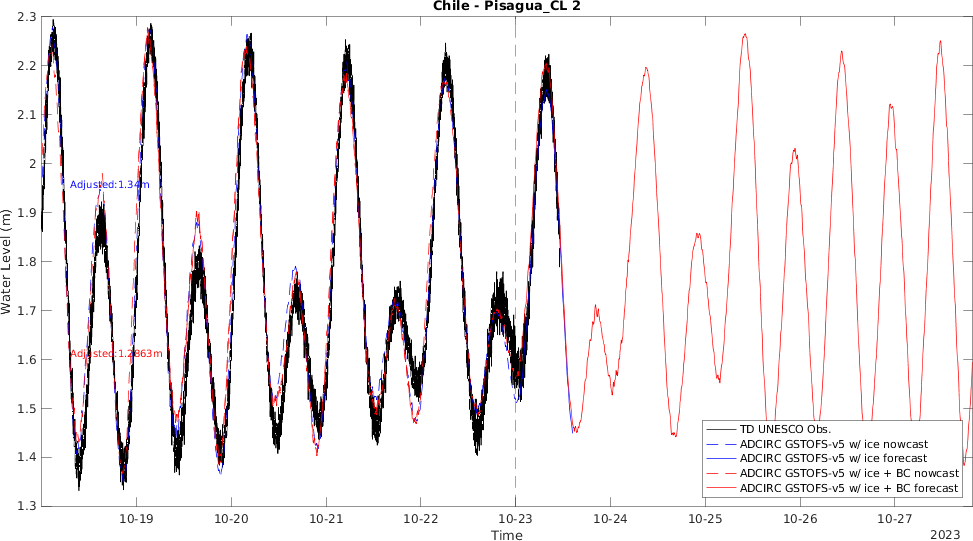 Chile - Pisagua_CL 2
2.3
2.2
2.1
2
1.9
1.8
1.7
1.6
1.5
1.4
1.3
Water Level (m)
Adjusted:1.34m
Adjusted:1.2863m
TD UNESCO Obs.
ADCIRC GSTOFS-v5 w/ ice nowcast
ADCIRC GSTOFS-v5 w/ ice forecast
ADCIRC GSTOFS-v5 w/ ice + BC nowcast
ADCIRC GSTOFS-v5 w/ ice + BC forecast
10-19 10-20 10-21 10-22 10-23 10-24 10-25 10-26 10-27
Time
2023